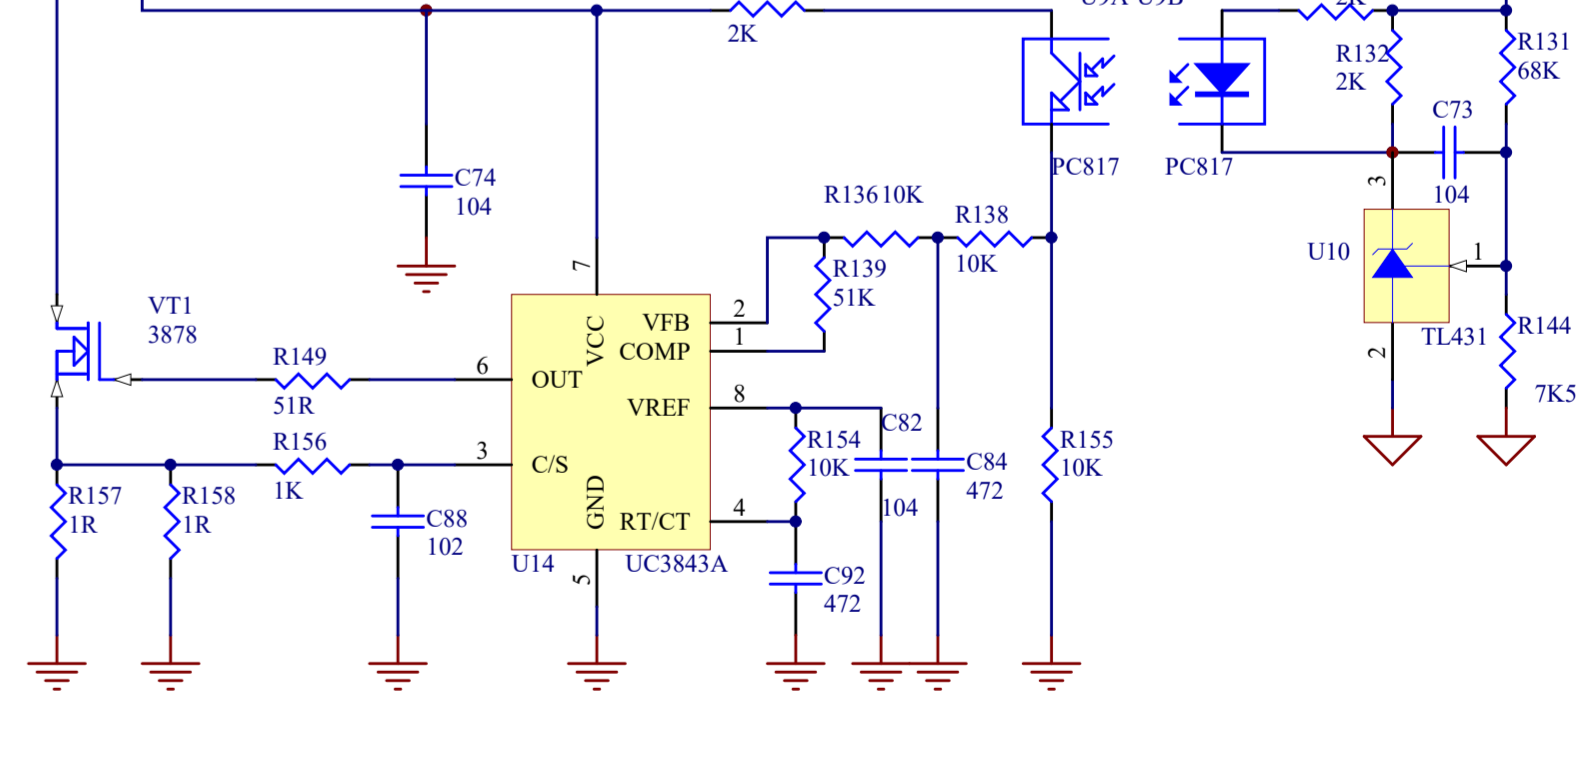 U9A U9B
2K
2K
R131
68K
R132
2K
C73
104
PC817
PC817
C74
104
R136 10K
R138
10K
R139
51K
3
U10
1
TL431
2
R144
7K5
7
VT1
3878
R149
51R
6
OUT
VCC
VFB
2
COMP
1
VREF
8
C82
104
R154
10K
C84
472
R155
10K
R156
1K
3
C/S
GND
RT/CT
4
R157
1R
R158
1R
C88
102
U14
UC3843A
5
C92
472